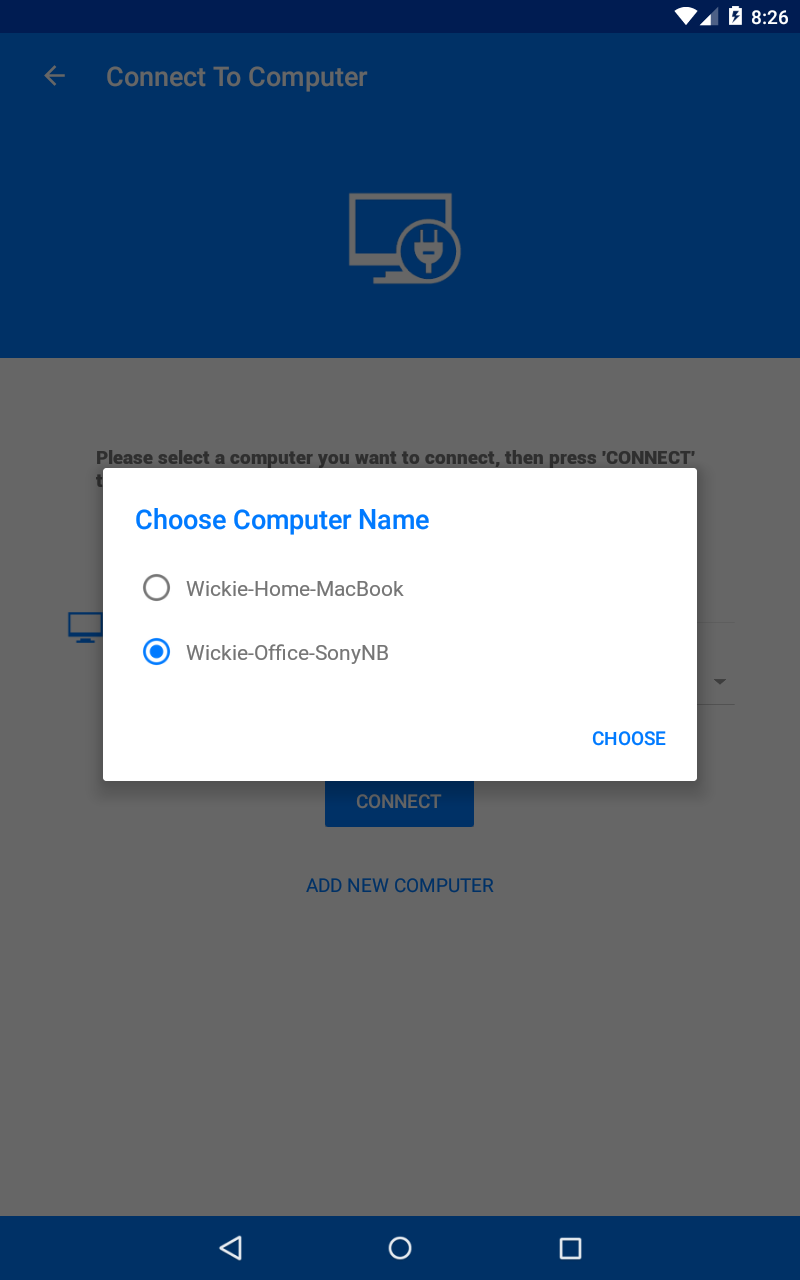 8:26
Connect To Computer
Please select a computer you want to connect, then press 'CONNECT'
Choose Computer Name
Wickie-Home-MacBook
Wickie-Office-SonyNB
CHOOSE
CONNECT
ADD NEW COMPUTER